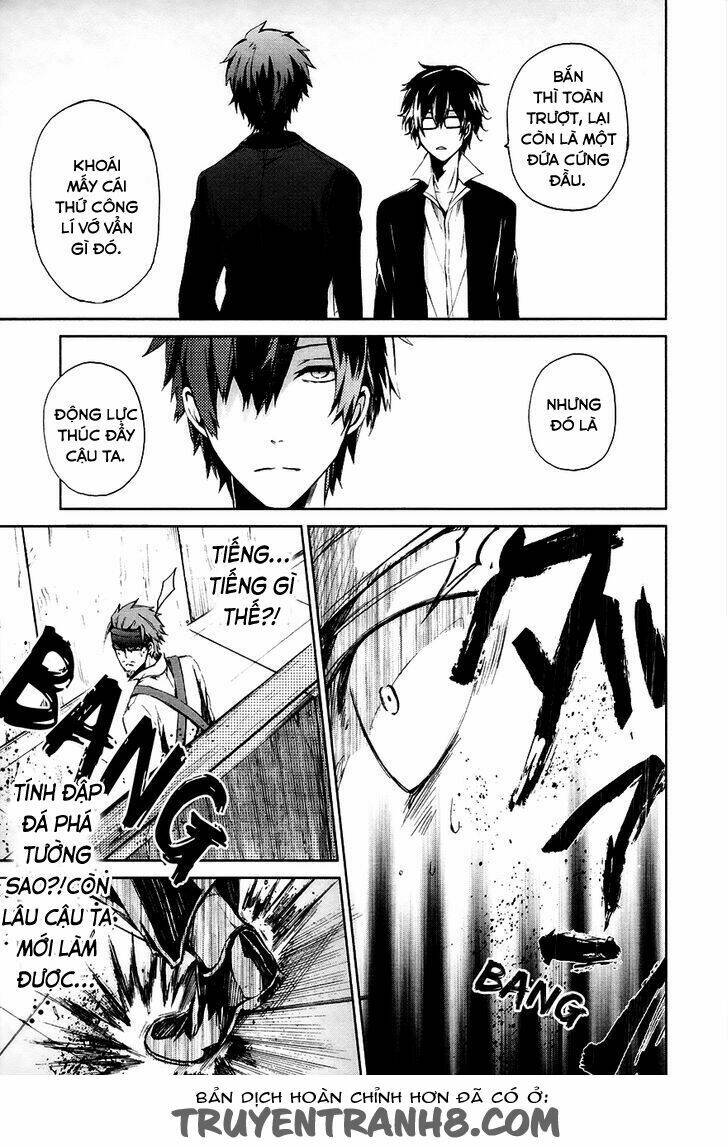 BẮN
THÌ TOÀN
TRƯỢT, LẠI
CÒN LÀ MỘT
ĐỨA CỨNG
ĐẦU.
KHOÁI
MẤY CÁI
THỨ CÔNG
LÍ VỚ VẨN
GÌ ĐÓ.
NHƯNG
ĐÓ LÀ
ĐỘNG LỰC
THÚC ĐẨY
CẬU TA.
TIẾNG...
TIẾNG GÌ
THẾ?!
BANG
BANG
TÍNH ĐẬP
ĐÁ PHÁ
TƯỜNG
SAO?! CÒN
LÂU CẬU TA
MỚI LÀM
ĐƯỢC...
BẢN DỊCH HOÀN CHỈNH HƠN ĐÃ CÓ Ở:
TRUYENTRANH8.COM